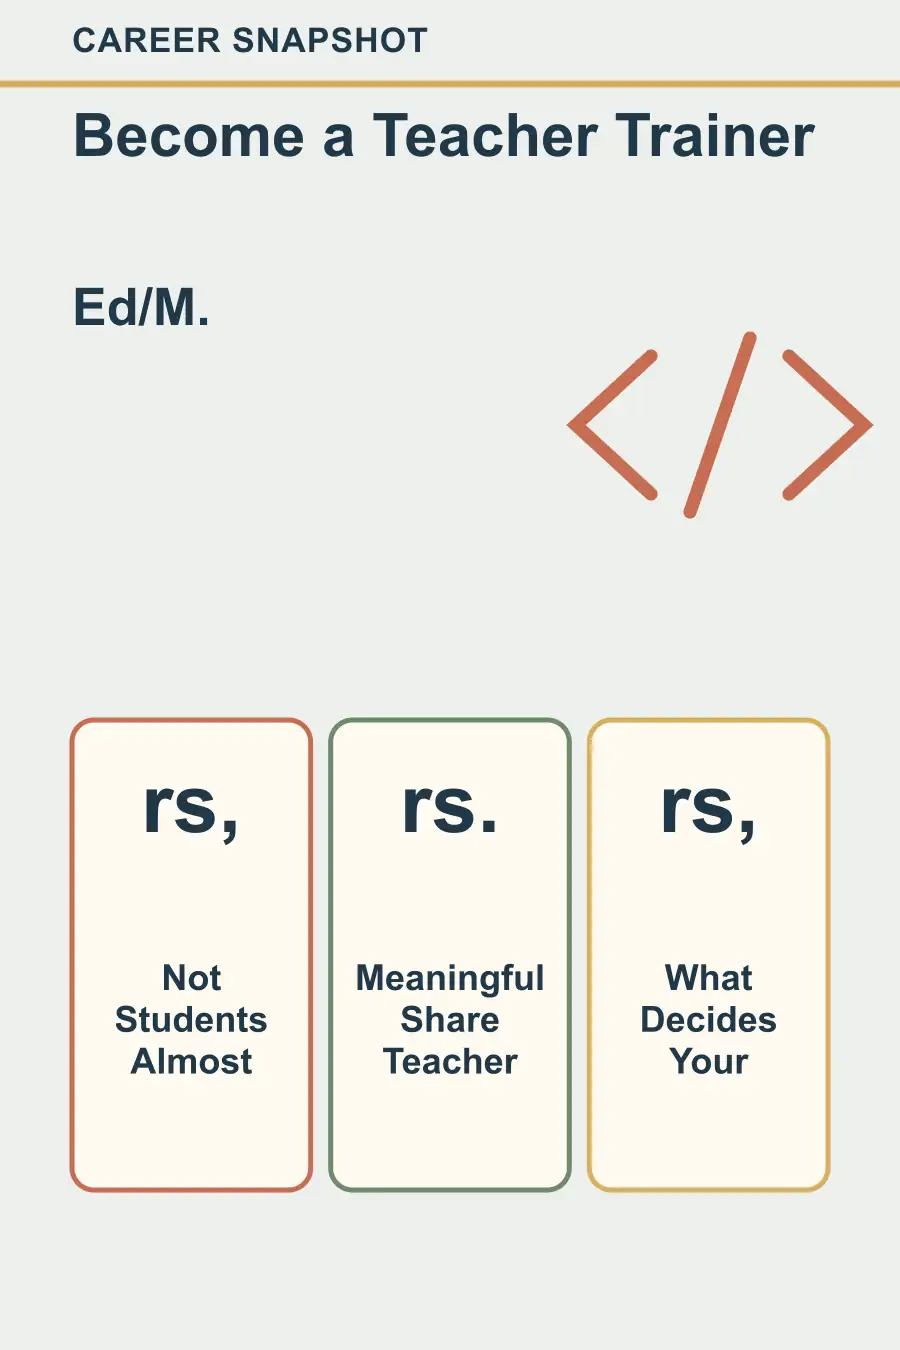 CAREER SNAPSHOT
Become a Teacher Trainer
Ed/M.
</>
rs,
Not
Students
Almost
rs.
Meaningful
Share
Teacher
rs,
What
Decides
Your